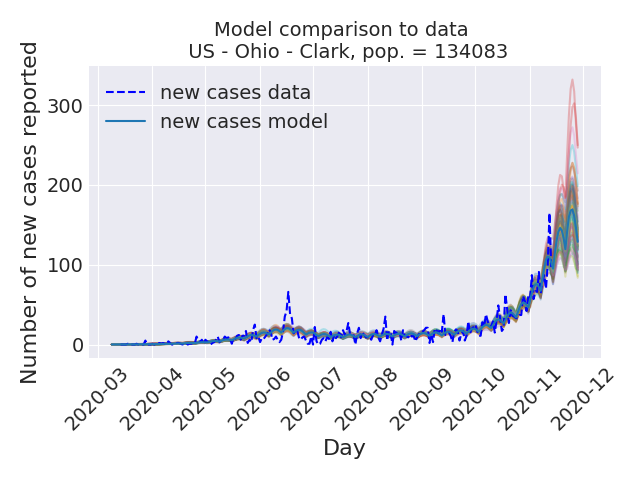 Model comparison to data
US - Ohio - Clark, pop. = 134083
Number of new cases reported
300
200
100
0
new cases data
new cases model
2020-03
2020-04
2020-05
2020-06
2020-07
2020-08
2020-09
2020-10
2020-11
2020-12
Day